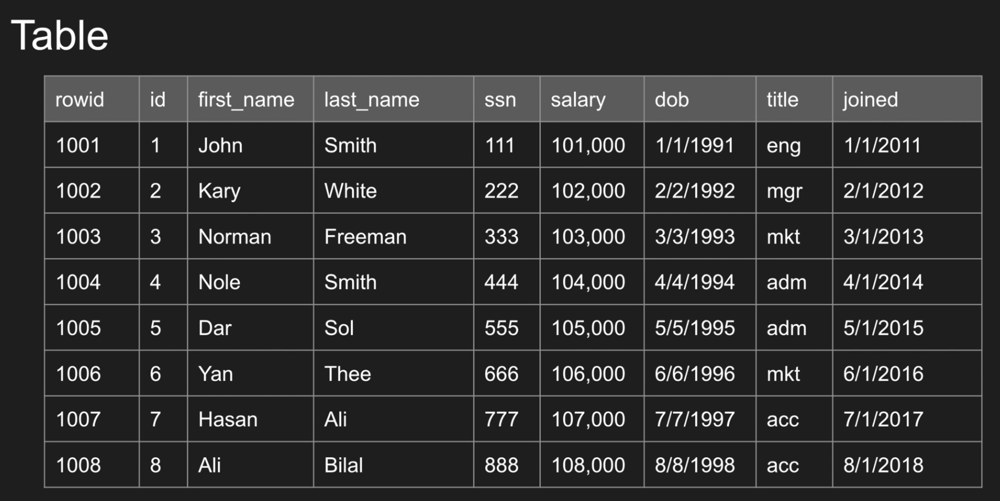 Table
rowid id first_name last_name ssn salary dob title joined
1001 1 John Smith 111 101,000 1/1/1991 eng 1/1/2011
1002 2 Kary White 222 102,000 2/2/1992 mgr 2/1/2012
1003 3 Norman Freeman 333 103,000 3/3/1993 mkt 3/1/2013
1004 4 Nole Smith 444 104,000 4/4/1994 adm 4/1/2014
1005 5 Dar Sol 555 105,000 5/5/1995 adm 5/1/2015
1006 6 Yan Thee 666 106,000 6/6/1996 mkt 6/1/2016
1007 7 Hasan Ali 777 107,000 7/7/1997 acc 7/1/2017
1008 8 Ali Bilal 888 108,000 8/8/1998 acc 8/1/2018